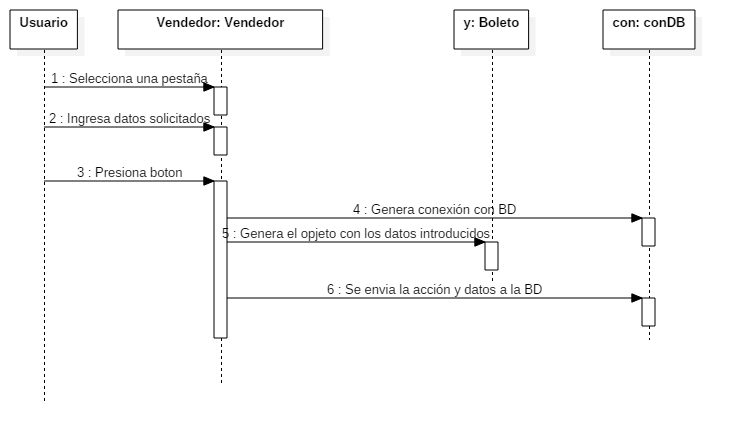 Usuario
Vendedor: Vendedor
y: Boleto
con: conDB
1 : Selecciona una pestaña
2 : Ingresa datos solicitados
3 : Presiona boton
4 : Genera conexión con BD
5 : Genera el opjeto con los datos introducidos
6 : Se envia la acción y datos a la BD